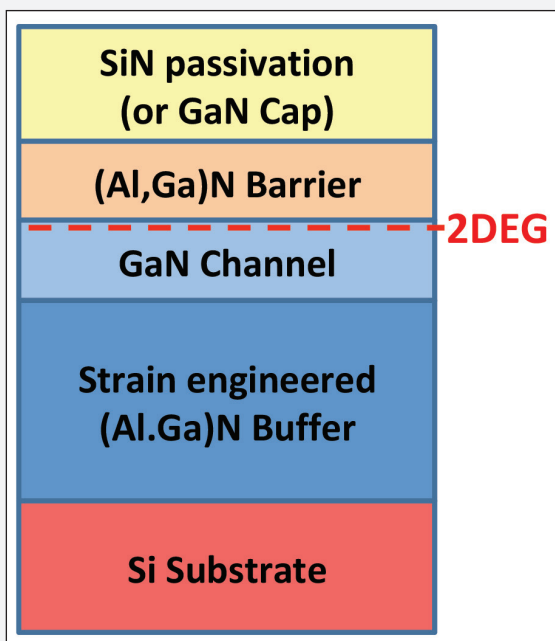 SiN passivation
(or GaN Cap)
(Al,Ga)N Barrier
2DEG
GaN Channel
Strain engineered
(Al.Ga)N Buffer
Si Substrate